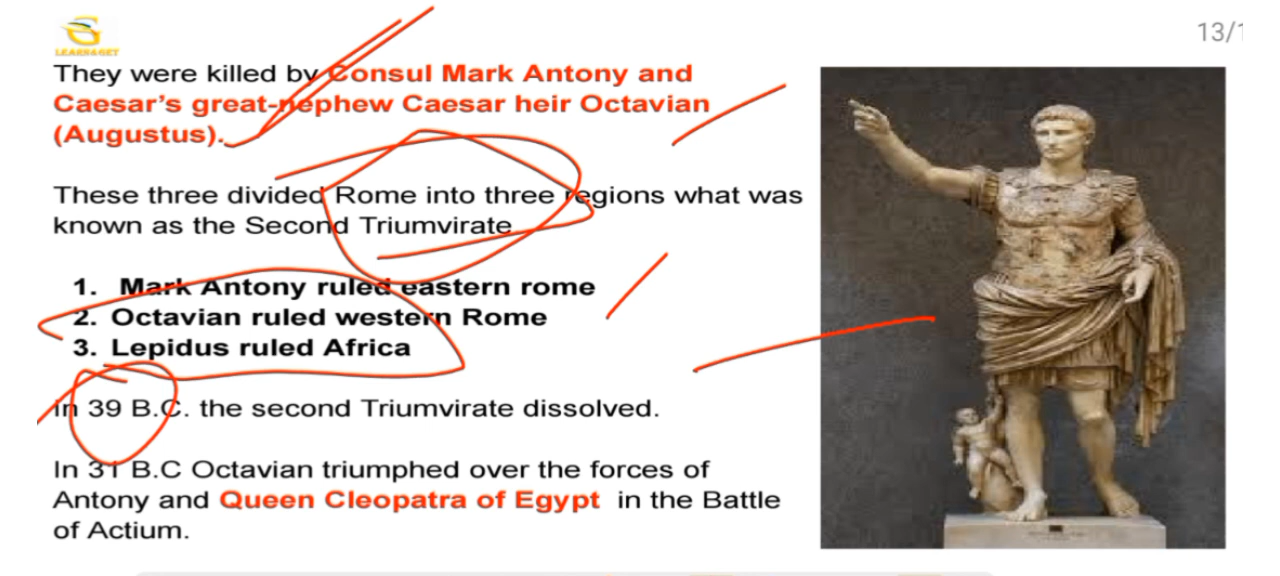 LEARN&GET
13/1
They were killed by Consul Mark Antony and
Caesar's great-nephew Caesar heir Octavian
(Augustus).
These three divided Rome into three regions what was
known as the Second Triumvirate
1. Mark Antony ruled eastern rome
2. Octavian ruled western Rome
3. Lepidus ruled Africa
In 39 B.C. the second Triumvirate dissolved.
In 31 B.C Octavian triumphed over the forces of
Antony and Queen Cleopatra of Egypt in the Battle
of Actium.